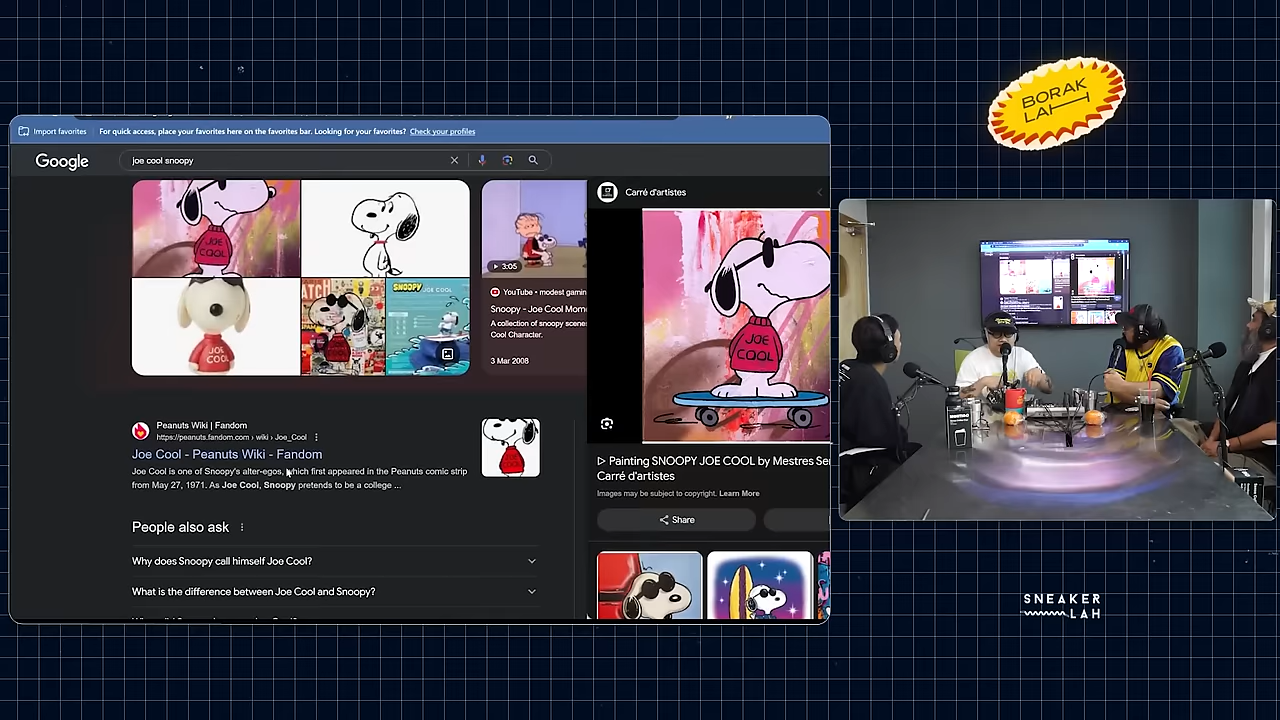 BORAK
LAH
Import favorites
For quick access, place your favorites here on the favorites bar. Looking for your favorites? Check your profiles
Google
joe cool snoopy
JOE
COOL
3:05
YouTube • modest gamin
Snoopy - Joe Cool Mom
A collection of snoopy scene
Cool Character.
3 Mar 2008
JOE
COOL
SNOOPY
Carré d'artistes
JOE
COOL
Peanuts Wiki | Fandom
https://peanuts.fandom.com › wiki › Joe_Cool
Joe Cool - Peanuts Wiki - Fandom
Joe Cool is one of Snoopy's alter-egos, which first appeared in the Peanuts comic strip
from May 27, 1971. As Joe Cool, Snoopy pretends to be a college ...
People also ask
Why does Snoopy call himself Joe Cool?
What is the difference between Joe Cool and Snoopy?
Painting SNOOPY JOE COOL by Mestres Ser
Carré d'artistes
Images may be subject to copyright. Learn More
Share
SNEAKER
LAH